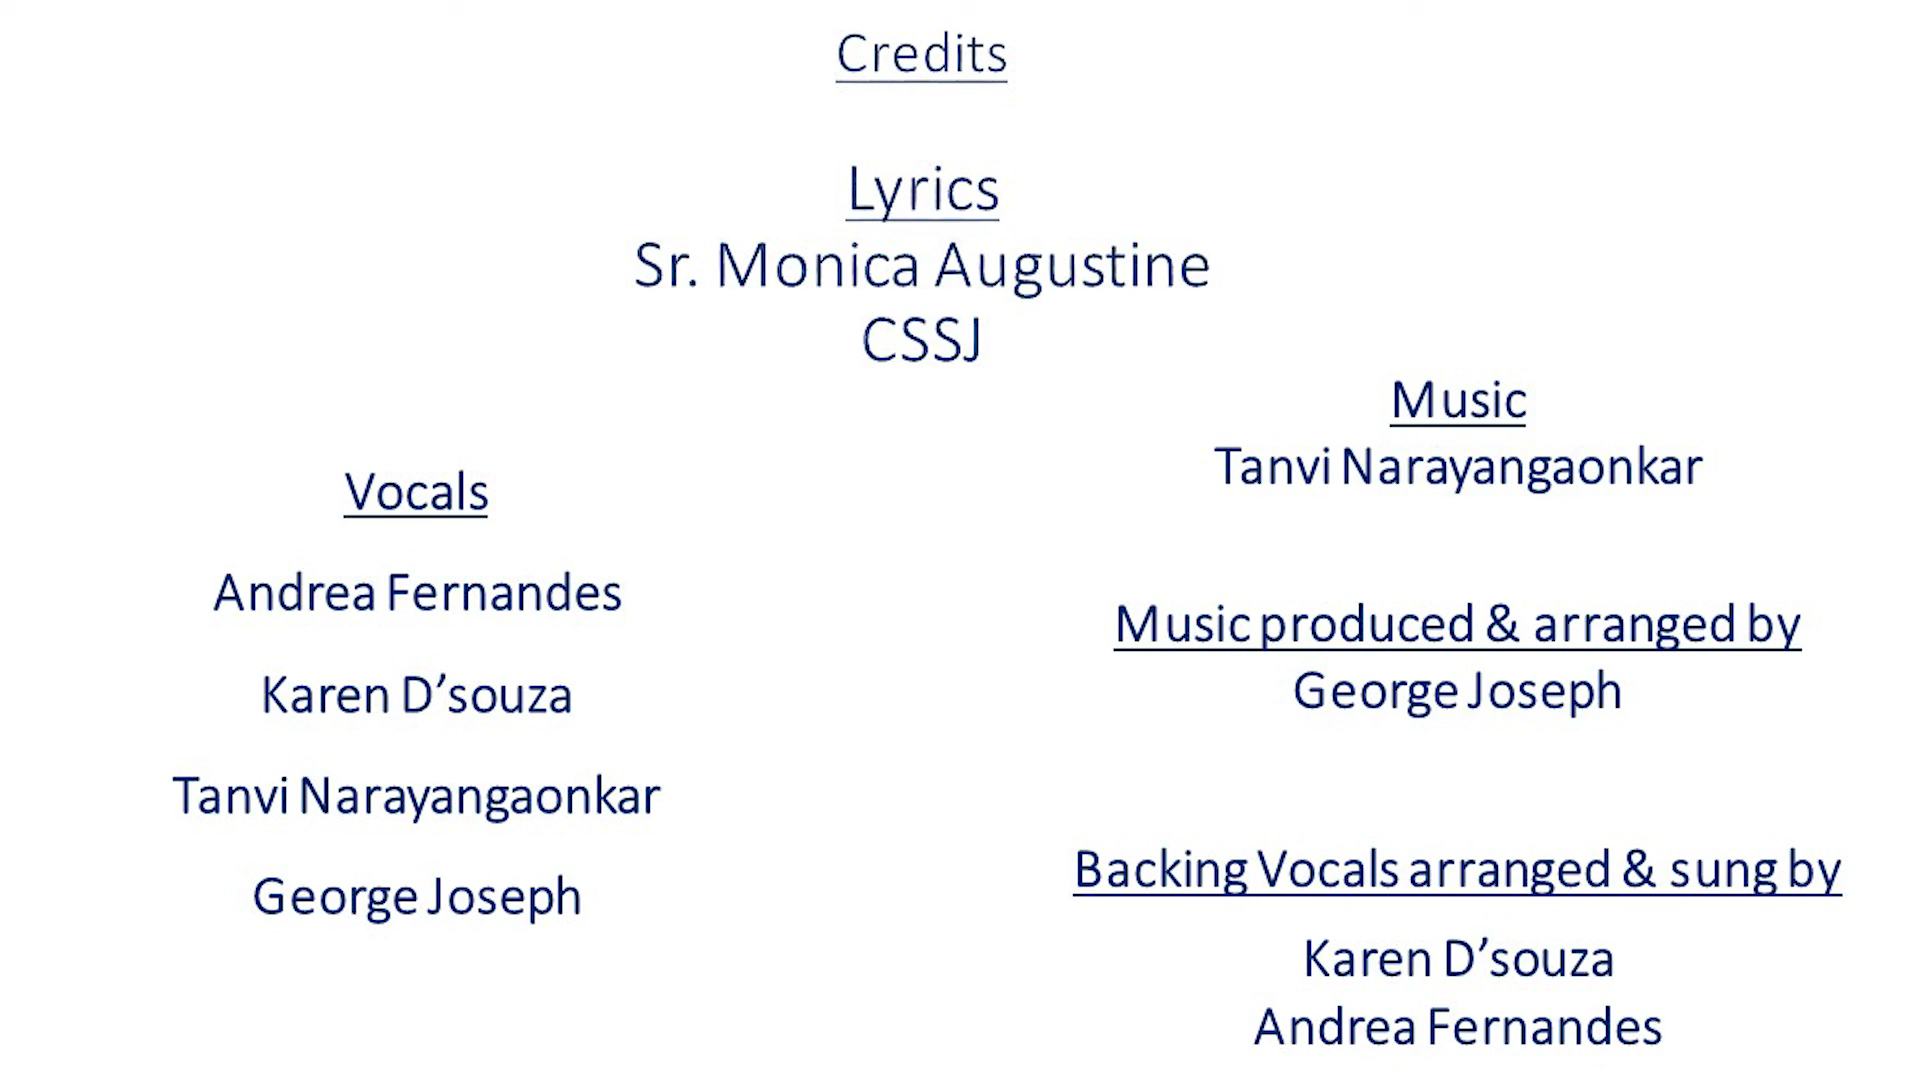 Credits
Lyrics
Sr. Monica Augustine
CSSJ
Vocals
Andrea Fernandes
Karen D’souza
Tanvi Narayangaonkar
George Joseph
Music
Tanvi Narayangaonkar
Music produced & arranged by
George Joseph
Backing Vocals arranged & sung by
Karen D’souza
Andrea Fernandes